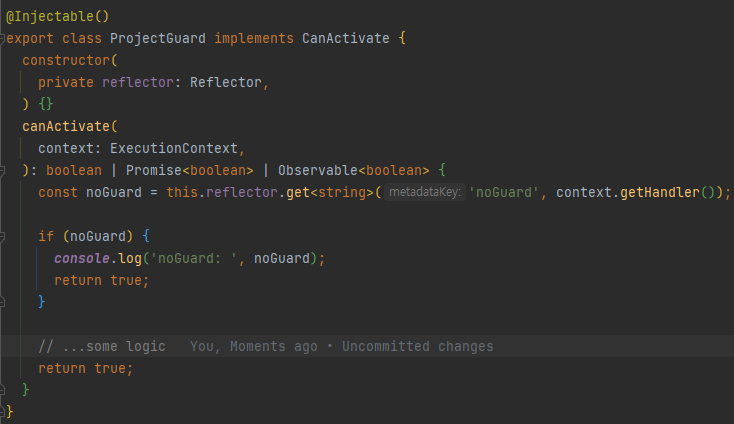 @Injectable()
export class ProjectGuard implements CanActivate {
  constructor(
    private reflector: Reflector,
  ) {}
  canActivate(
    context: ExecutionContext,
  ): boolean | Promise<boolean> | Observable<boolean> {
    const noGuard = this.reflector.get<string>( metadataKey: 'noGuard', context.getHandler());

    if (noGuard) {
      console.log('noGuard: ', noGuard);
      return true;
    }

    // ...some logic   You, Moments ago • Uncommitted changes
    return true;
  }
}